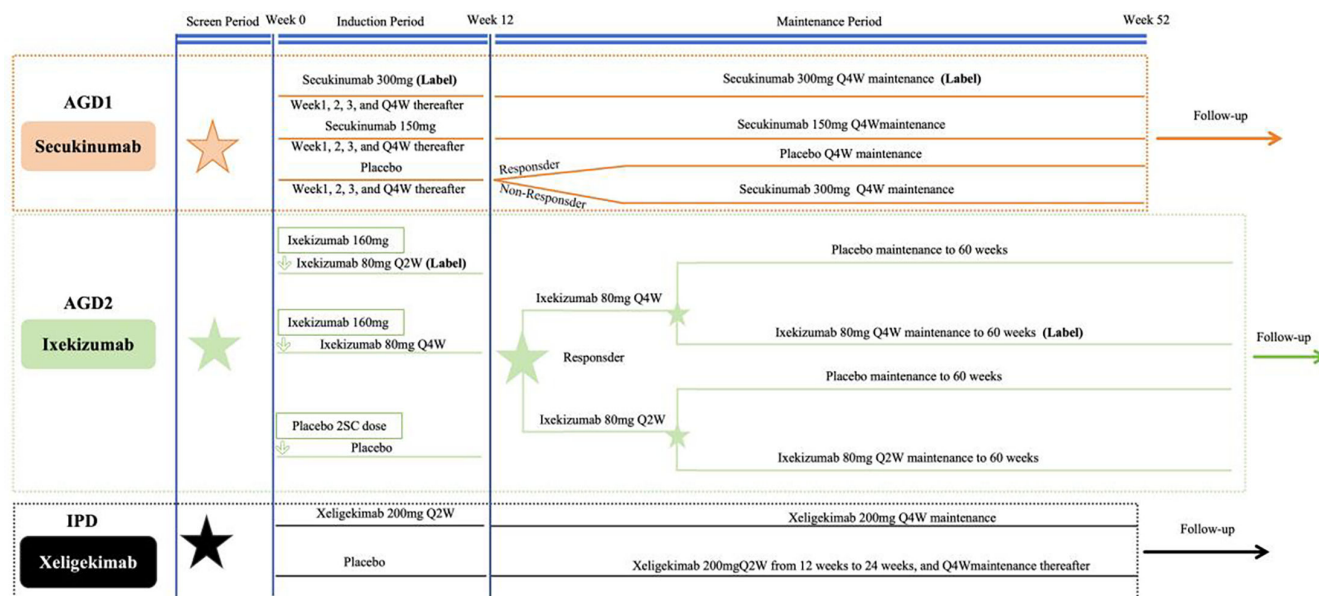 Screen Period Week 0 Induction Period Week 12 Maintenance Period Week 52
AGD1
Secukinumab
Secukinumab 300mg (Label)
Week1, 2, 3, and Q4W thereafter
Secukinumab 150mg
Week1, 2, 3, and Q4W thereafter
Placebo
Week1, 2, 3, and Q4W thereafter
Secukinumab 300mg Q4W maintenance (Label)
Secukinumab 150mg Q4Wmaintenance
Responsder
Placebo Q4W maintenance
Non-Responsder
Secukinumab 300mg Q4W maintenance
Follow-up
AGD2
Ixekizumab
Ixekizumab 160mg
Ixekizumab 80mg Q2W (Label)
Ixekizumab 160mg
Ixekizumab 80mg Q4W
Placebo 2SC dose
Placebo
Responsder
Ixekizumab 80mg Q4W
Placebo maintenance to 60 weeks
Ixekizumab 80mg Q4W maintenance to 60 weeks (Label)
Ixekizumab 80mg Q2W
Placebo maintenance to 60 weeks
Ixekizumab 80mg Q2W maintenance to 60 weeks
Follow-up
IPD
Xeligekimab
Xeligekimab 200mg Q2W
Xeligekimab 200mg Q4W maintenance
Placebo
Xeligekimab 200mgQ2W from 12 weeks to 24 weeks, and Q4Wmaintenance thereafter
Follow-up